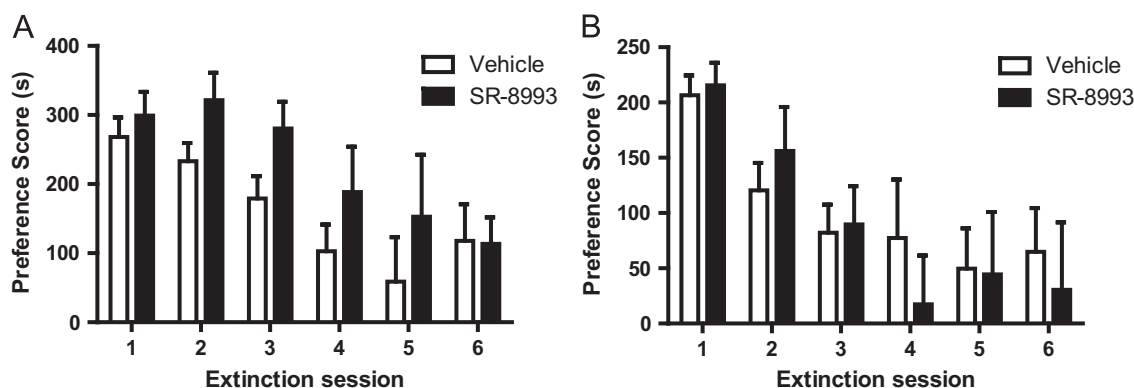 A
Preference Score (s)
400
300
200
100
0
Vehicle
SR-8993
1 2 3 4 5 6
Extinction session
B
Preference Score (s)
250
200
150
100
50
0
Vehicle
SR-8993
1 2 3 4 5 6
Extinction session